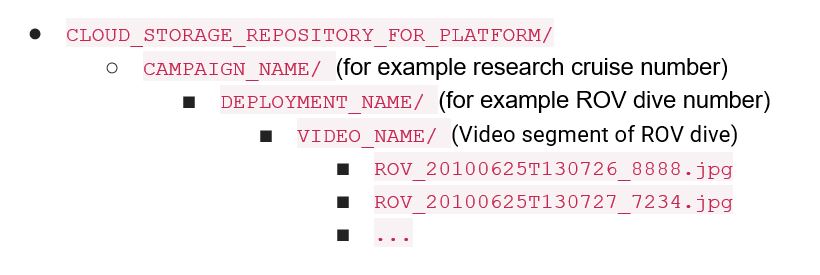 CLOUD_STORAGE_REPOSITORY_FOR_PLATFORM/
CAMPAIGN_NAME/ (for example research cruise number)
DEPLOYMENT_NAME/ (for example ROV dive number)
VIDEO_NAME/ (Video segment of ROV dive)
ROV_20100625T130726_8888.jpg
ROV_20100625T130727_7234.jpg
...